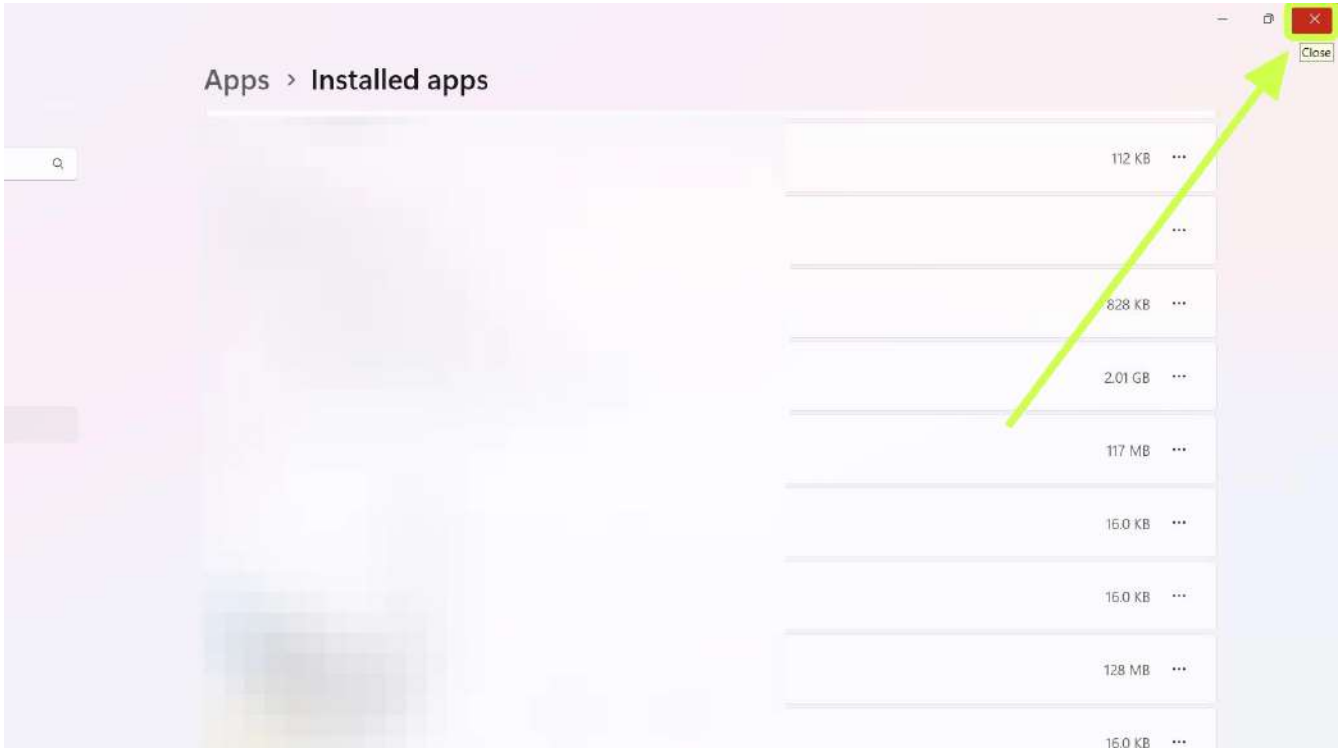 Close
Apps > Installed apps
112 KB
828 KB
2.01 GB
117 MB
16.0 KB
16.0 KB
128 MB
16.0 KB